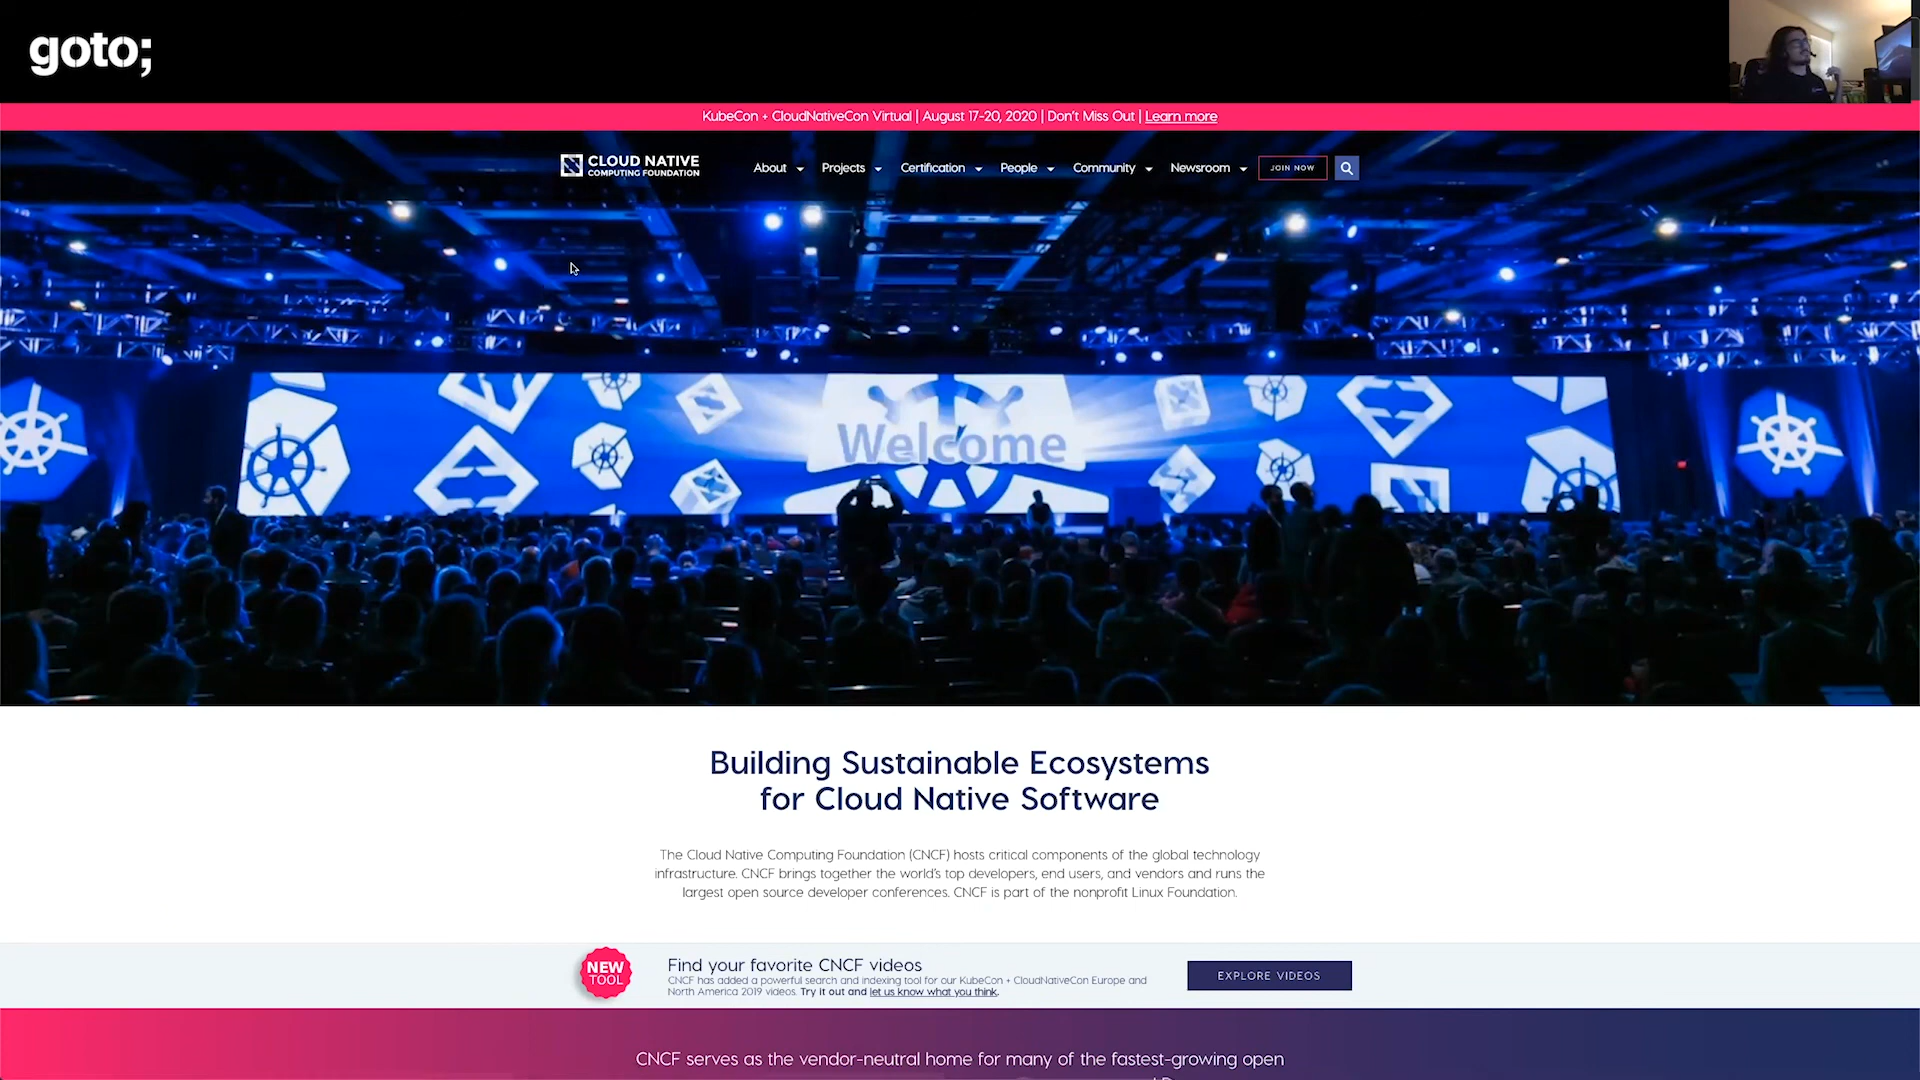 goto;
KubeCon + CloudNativeCon Virtual | August 17-20, 2020 | Don't Miss Out | Learn more
CLOUD NATIVE
COMPUTING FOUNDATION
About Projects Certification People Community Newsroom JOIN NOW
Welcome
Building Sustainable Ecosystems
for Cloud Native Software
The Cloud Native Computing Foundation (CNCF) hosts critical components of the global technology
infrastructure. CNCF brings together the world's top developers, end users, and vendors and runs the
largest open source developer conferences. CNCF is part of the nonprofit Linux Foundation.
NEW
TOOL
Find your favorite CNCF videos
CNCF has added a powerful search and indexing tool for our KubeCon + CloudNativeCon Europe and
North America 2019 videos. Try it out and let us know what you think.
EXPLORE VIDEOS
CNCF serves as the vendor-neutral home for many of the fastest-growing open